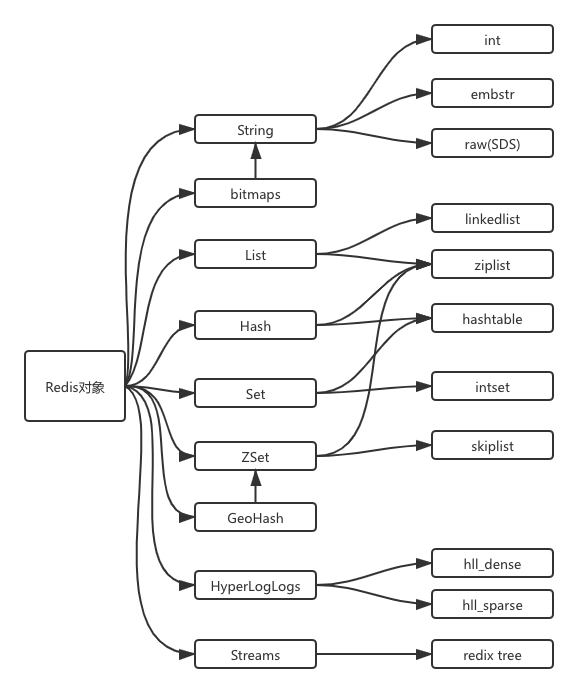 Redis对象
String
bitmaps
List
Hash
Set
ZSet
GeoHash
HyperLogLogs
Streams
int
embstr
raw(SDS)
linkedlist
ziplist
hashtable
intset
skiplist
hll_dense
hll_sparse
redix tree